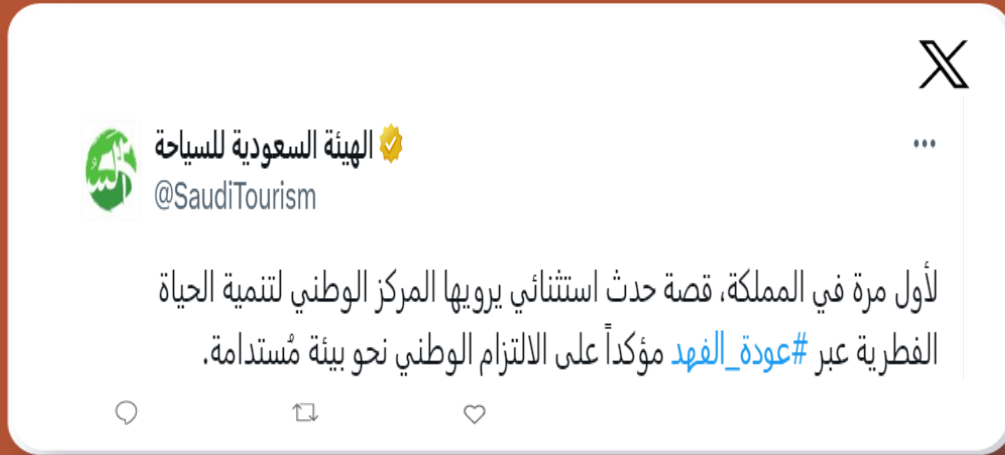 الهيئة السعودية للسياحة
@SaudiTourism
لأول مرة في المملكة، قصة حدث استثنائي يرويها المركز الوطني لتنمية الحياة
الفطرية عبر #عودة_الفهد مؤكداً على الالتزام الوطني نحو بيئة مُستدامة.